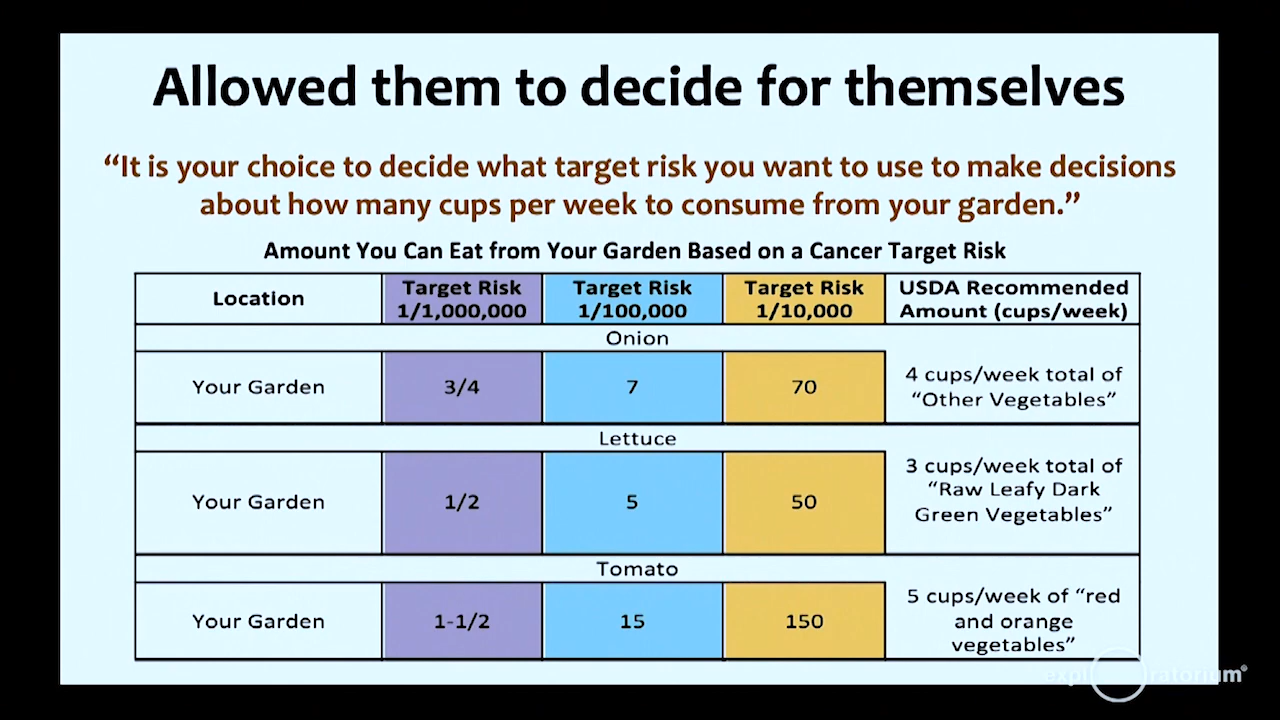 Allowed them to decide for themselves
“It is your choice to decide what target risk you want to use to make decisions
about how many cups per week to consume from your garden.”
Amount You Can Eat from Your Garden Based on a Cancer Target Risk
Location
Target Risk
1/1,000,000
Target Risk
1/100,000
Target Risk
1/10,000
USDA Recommended
Amount (cups/week)
Onion
Your Garden
3/4
7
70
4 cups/week total of
“Other Vegetables”
Lettuce
Your Garden
1/2
5
50
3 cups/week total of
“Raw Leafy Dark
Green Vegetables”
Tomato
Your Garden
1-1/2
15
150
5 cups/week of “red
and orange
vegetables”
exploratorium®